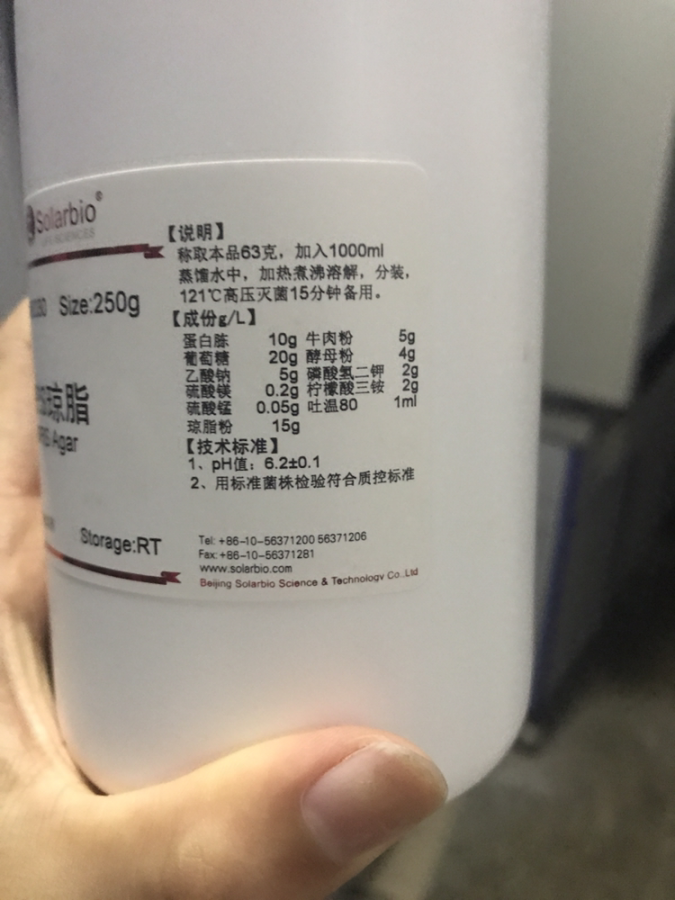 Solarbio®
LIFE SCIENCES
Size:250g
琼脂
Agar
Storage:RT
【说明】
称取本品63克，加入1000ml
蒸馏水中，加热煮沸溶解，分装，
121℃高压灭菌15分钟备用。
【成份g/L】
蛋白胨 10g 牛肉粉 5g
葡萄糖 20g 酵母粉 4g
乙酸钠 5g 磷酸氢二钾 2g
硫酸镁 0.2g 柠檬酸三铵 2g
硫酸锰 0.05g 吐温80 1ml
琼脂粉 15g
【技术标准】
1、pH值：6.2±0.1
2、用标准菌株检验符合质控标准
Tel: +86-10-56371200 56371206
Fax: +86-10-56371281
www.solarbio.com
Beijing Solarbio Science & Technology Co.,Ltd